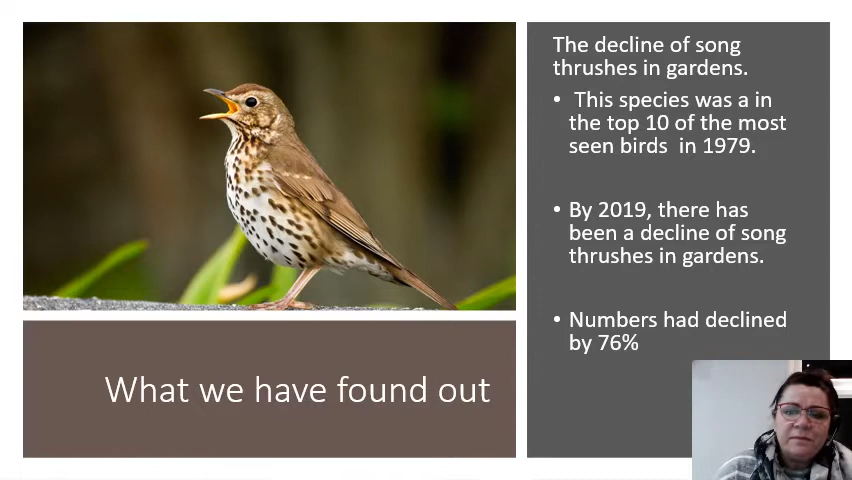 The decline of song
thrushes in gardens.
• This species was a in
the top 10 of the most
seen birds in 1979.
• By 2019, there has
been a decline of song
thrushes in gardens.
• Numbers had declined
by 76%
What we have found out